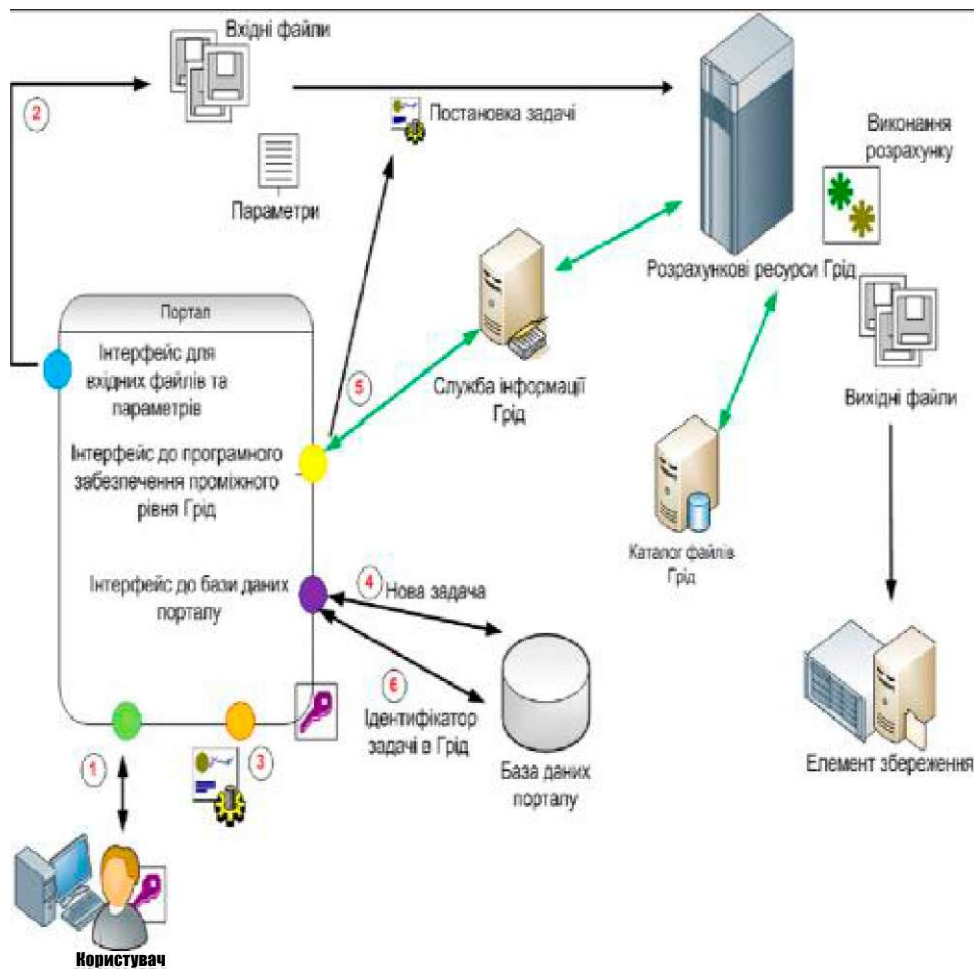 Вхідні файли
2
Постановка задачі
Параметри
Виконання
розрахунку
Розрахункові ресурси Грід
Портал
Інтерфейс для
вхідних файлів та
параметрів
5
Служба інформації
Грід
Вихідні файли
Інтерфейс до програмного
забезпечення проміжного
рівня Грід
Каталог файлів
Грід
Інтерфейс до бази даних
порталу
4
Нова задача
6
Ідентифікатор
задачі в Грід
База даних
порталу
Елемент збереження
1
3
Користувач